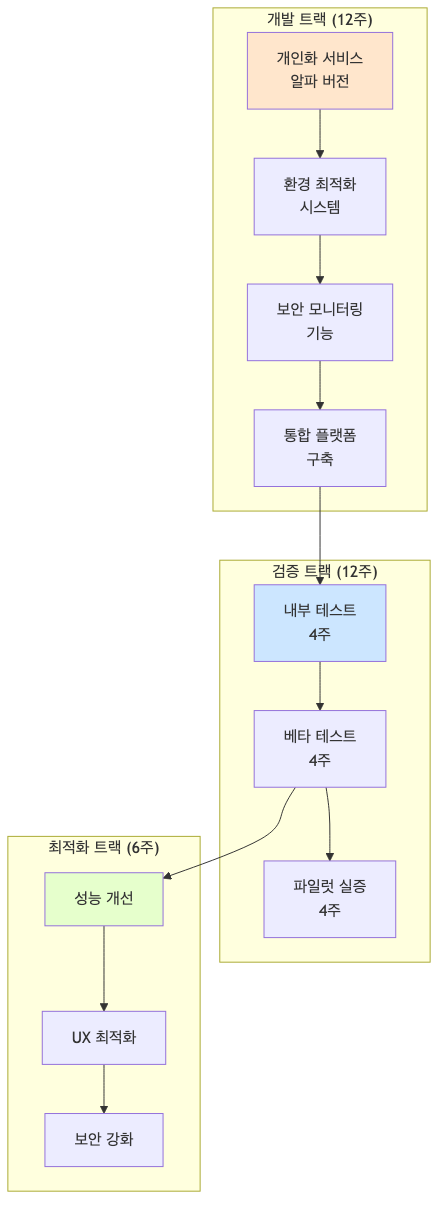 개발 트랙 (12주)
개인화 서비스
알파 버전
환경 최적화
시스템
보안 모니터링
기능
통합 플랫폼
구축
검증 트랙 (12주)
내부 테스트
4주
베타 테스트
4주
파일럿 실증
4주
최적화 트랙 (6주)
성능 개선
UX 최적화
보안 강화